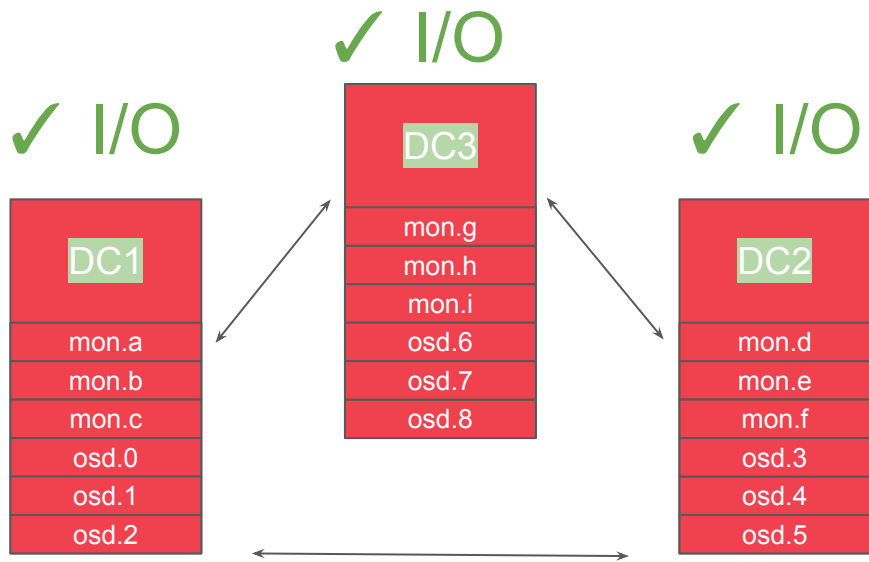 ✓ I/O
DC3
mon.g
mon.h
mon.i
osd.6
osd.7
osd.8
✓ I/O
DC1
mon.a
mon.b
mon.c
osd.0
osd.1
osd.2
✓ I/O
DC2
mon.d
mon.e
mon.f
osd.3
osd.4
osd.5